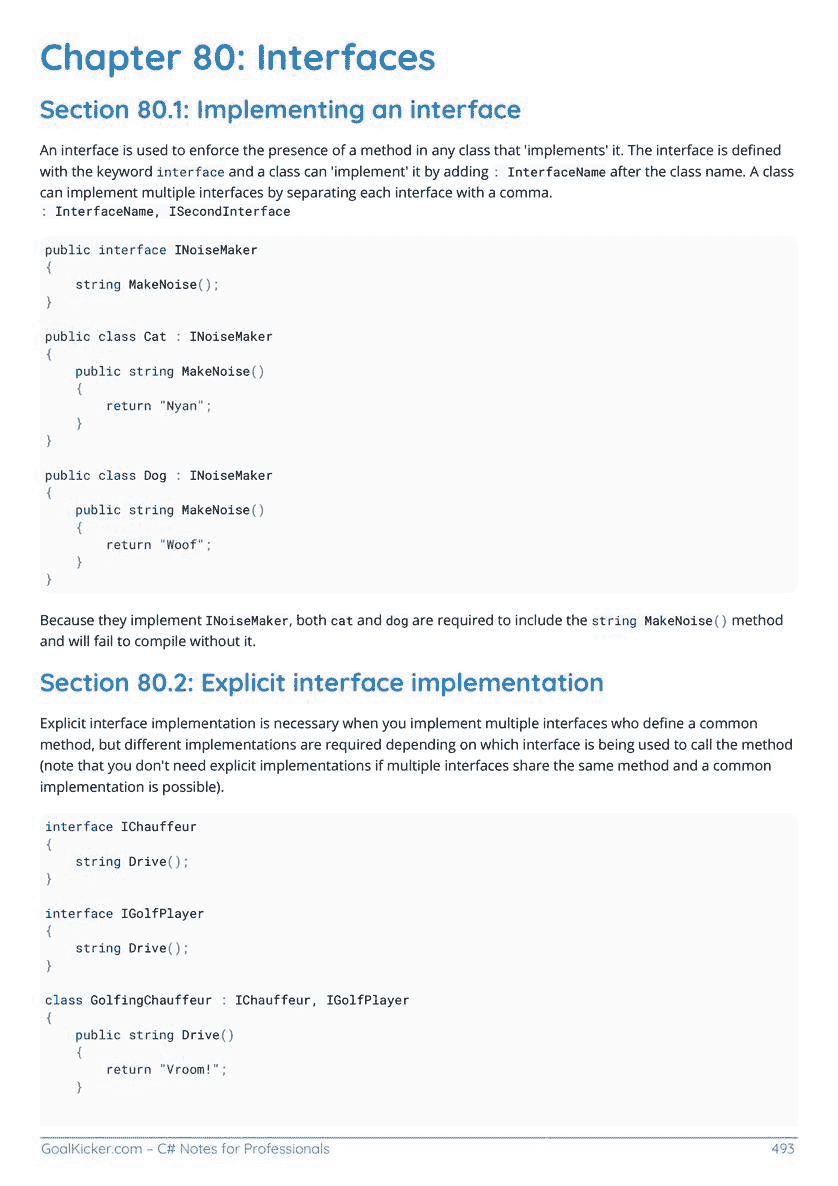 Chapter 80: Interfaces
Section 80.1: Implementing an interface
An interface is used to enforce the presence of a method in any class that 'implements' it. The interface is defined
with the keyword interface and a class can 'implement' it by adding : InterfaceName after the class name. A class
can implement multiple interfaces by separating each interface with a comma.
: InterfaceName, ISecondInterface
public interface INoiseMaker
{
    string MakeNoise();
}
public class Cat : INoiseMaker
{
    public string MakeNoise()
    {
        return "Nyan";
    }
}
public class Dog : INoiseMaker
{
    public string MakeNoise()
    {
        return "Woof";
    }
}
Because they implement INoiseMaker, both cat and dog are required to include the string MakeNoise() method
and will fail to compile without it.
Section 80.2: Explicit interface implementation
Explicit interface implementation is necessary when you implement multiple interfaces who define a common
method, but different implementations are required depending on which interface is being used to call the method
(note that you don't need explicit implementations if multiple interfaces share the same method and a common
implementation is possible).
interface IChauffeur
{
    string Drive();
}
interface IGolfPlayer
{
    string Drive();
}
class GolfingChauffeur : IChauffeur, IGolfPlayer
{
    public string Drive()
    {
        return "Vroom!";
    }
GoalKicker.com – C# Notes for Professionals 493